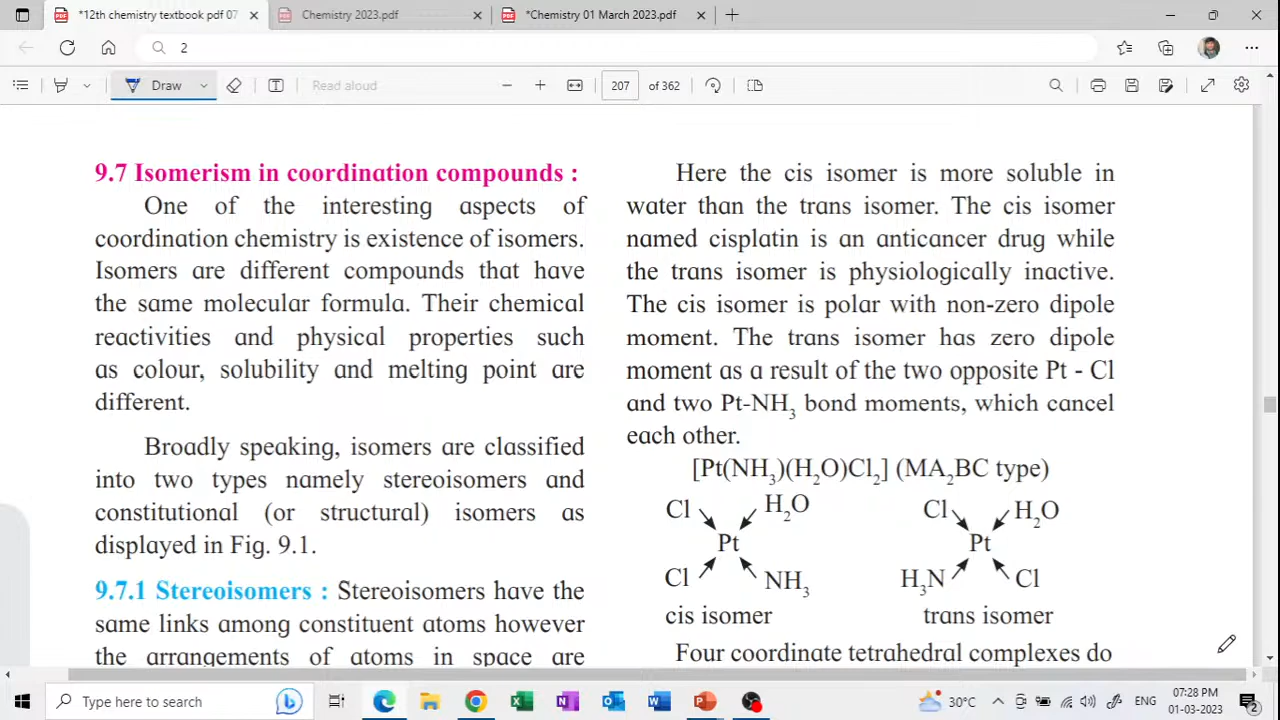 *12th chemistry textbook pdf 07
Chemistry 2023.pdf
*Chemistry 01 March 2023.pdf
2
Draw
Read aloud
207 of 362
9.7 Isomerism in coordination compounds :
One of the interesting aspects of
coordination chemistry is existence of isomers.
Isomers are different compounds that have
the same molecular formula. Their chemical
reactivities and physical properties such
as colour, solubility and melting point are
different.
Broadly speaking, isomers are classified
into two types namely stereoisomers and
constitutional (or structural) isomers as
displayed in Fig. 9.1.
9.7.1 Stereoisomers : Stereoisomers have the
same links among constituent atoms however
the arrangements of atoms in space are
Here the cis isomer is more soluble in
water than the trans isomer. The cis isomer
named cisplatin is an anticancer drug while
the trans isomer is physiologically inactive.
The cis isomer is polar with non-zero dipole
moment. The trans isomer has zero dipole
moment as a result of the two opposite Pt - Cl
and two Pt-NH₃ bond moments, which cancel
each other.
[Pt(NH₃)(H₂O)Cl₂] (MA₂BC type)
Cl H₂O Cl H₂O
Pt Pt
Cl NH₃ H₃N Cl
cis isomer trans isomer
Four coordinate tetrahedral complexes do
Type here to search
30°C
ENG
07:28 PM
01-03-2023
2